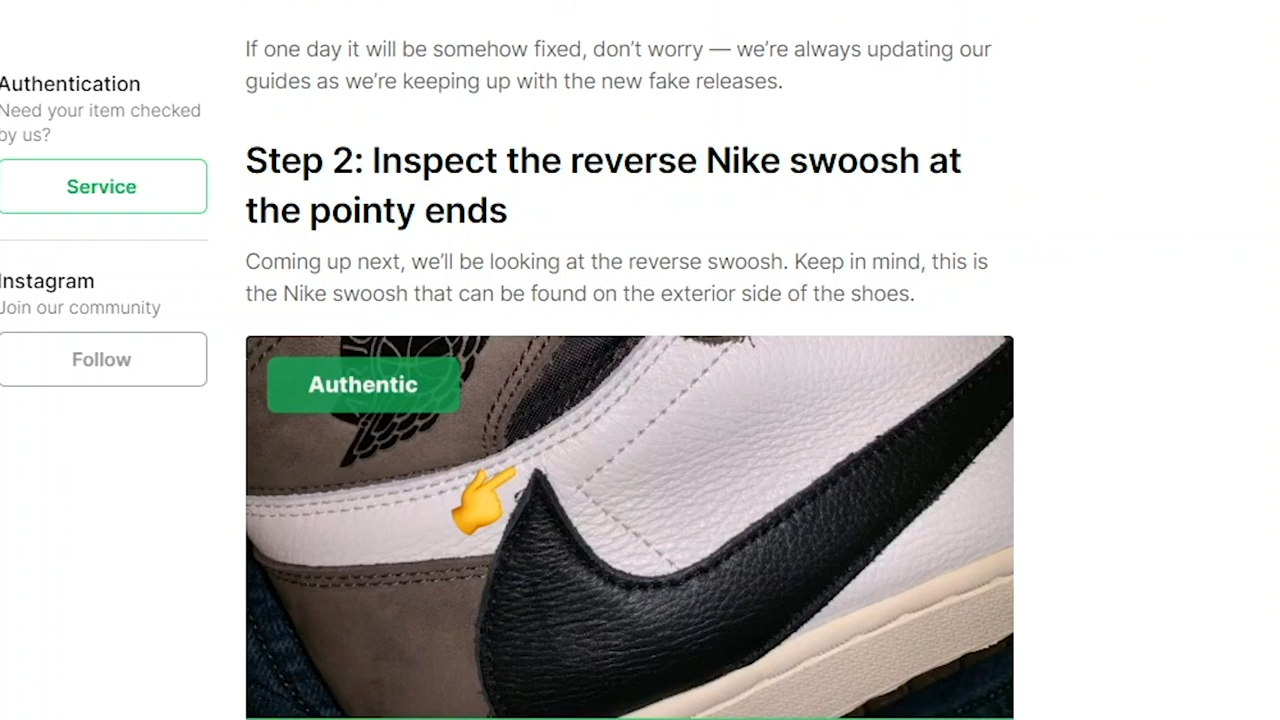 If one day it will be somehow fixed, don’t worry — we’re always updating our
guides as we’re keeping up with the new fake releases.
Authentication
Need your item checked
by us?
Service
Instagram
Join our community
Follow
Step 2: Inspect the reverse Nike swoosh at
the pointy ends
Coming up next, we’ll be looking at the reverse swoosh. Keep in mind, this is
the Nike swoosh that can be found on the exterior side of the shoes.
Authentic